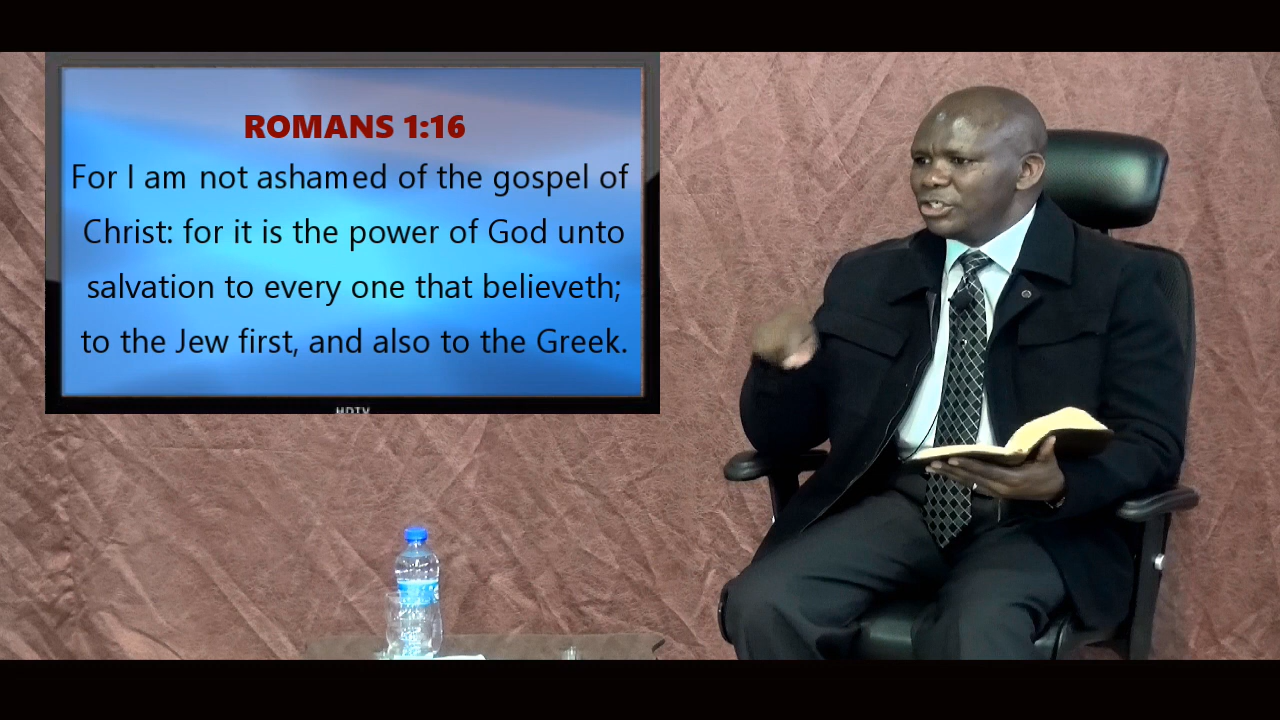 ROMANS 1:16
For I am not ashamed of the gospel of
Christ: for it is the power of God unto
salvation to every one that believeth;
to the Jew first, and also to the Greek.
HDTV